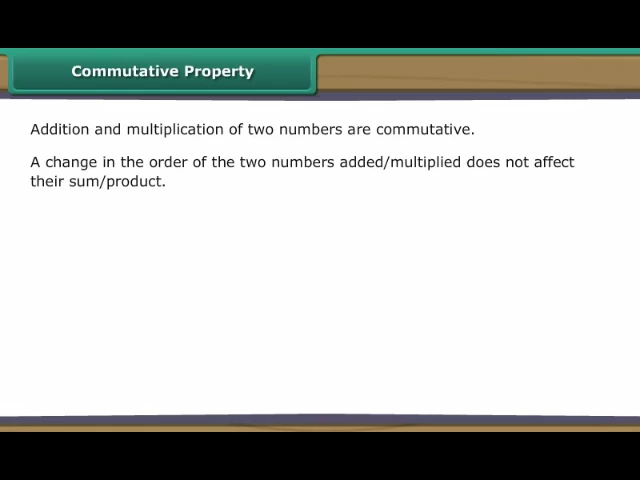 Commutative Property
Addition and multiplication of two numbers are commutative.
A change in the order of the two numbers added/multiplied does not affect
their sum/product.